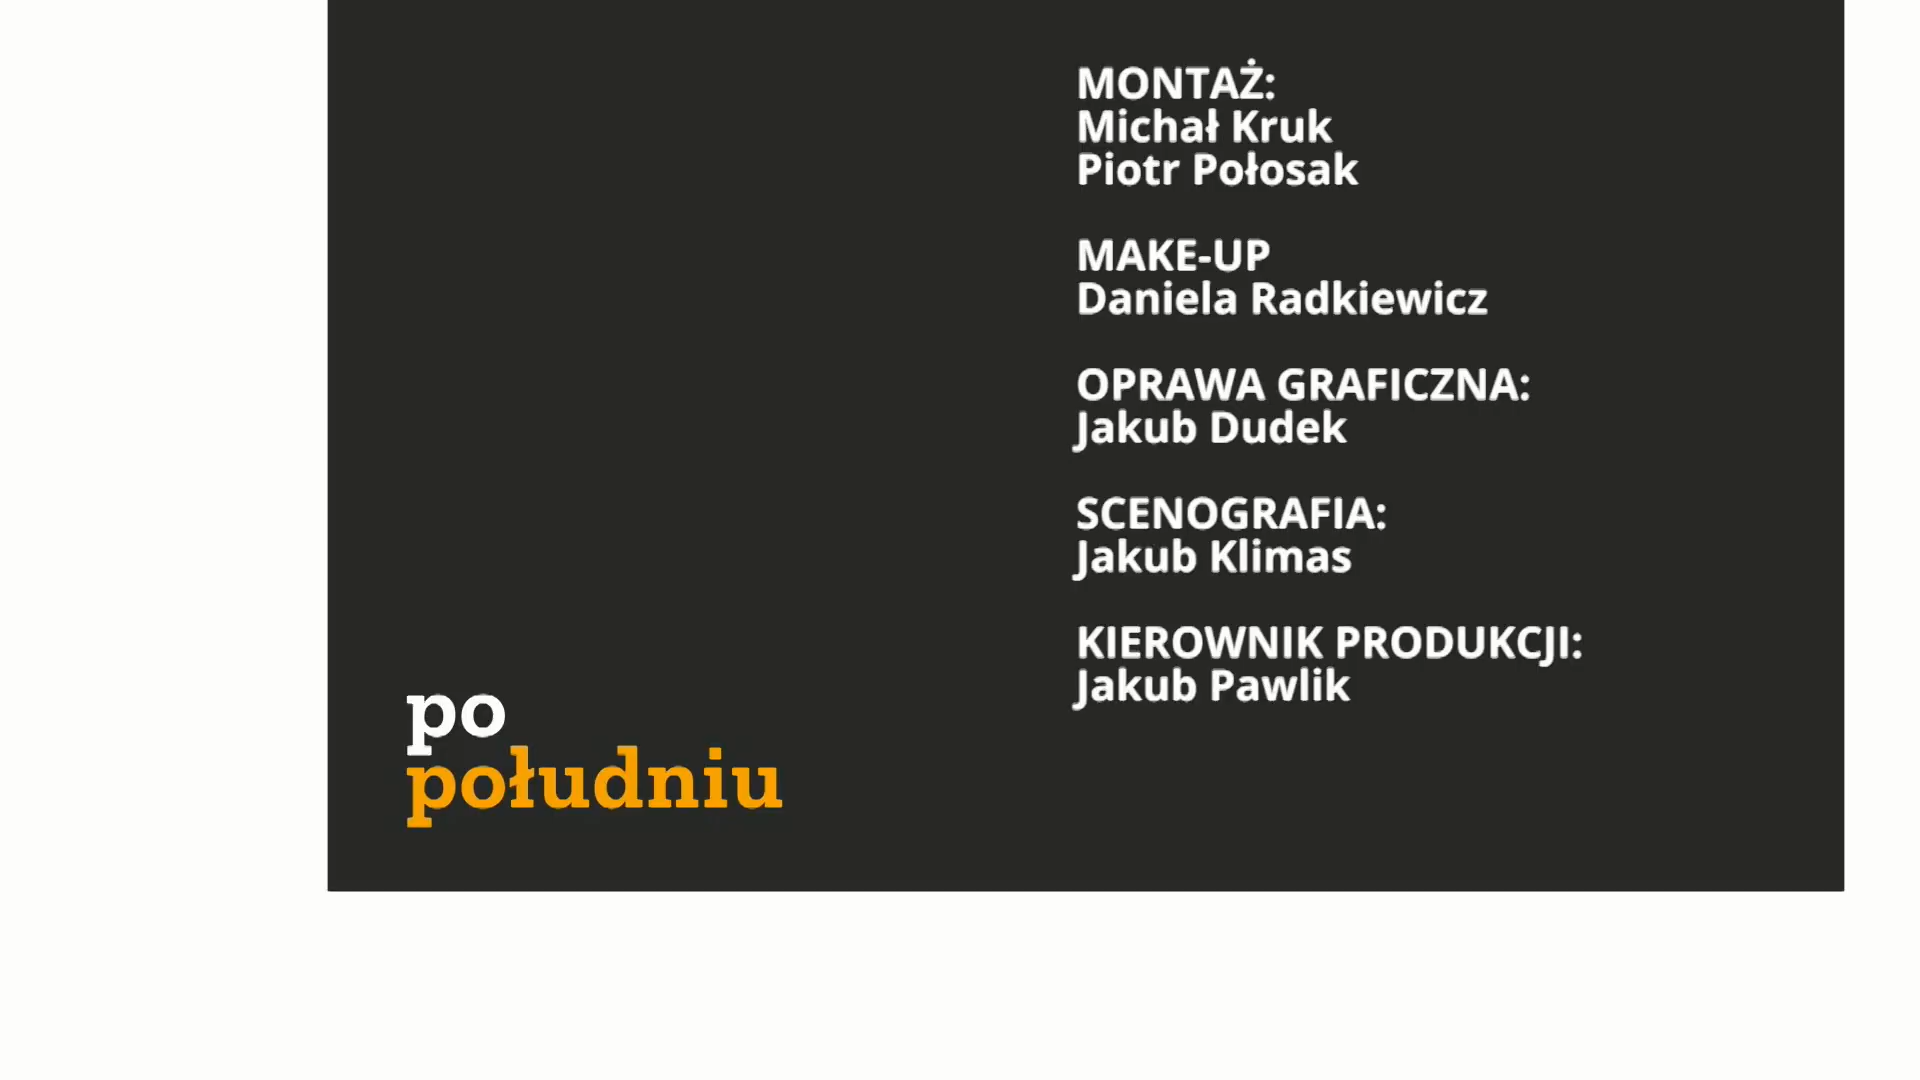 MONTAŻ:
Michał Kruk
Piotr Połosak
MAKE-UP
Daniela Radkiewicz
OPRAWA GRAFICZNA:
Jakub Dudek
SCENOGRAFIA:
Jakub Klimas
KIEROWNIK PRODUKCJI:
Jakub Pawlik
po
południu